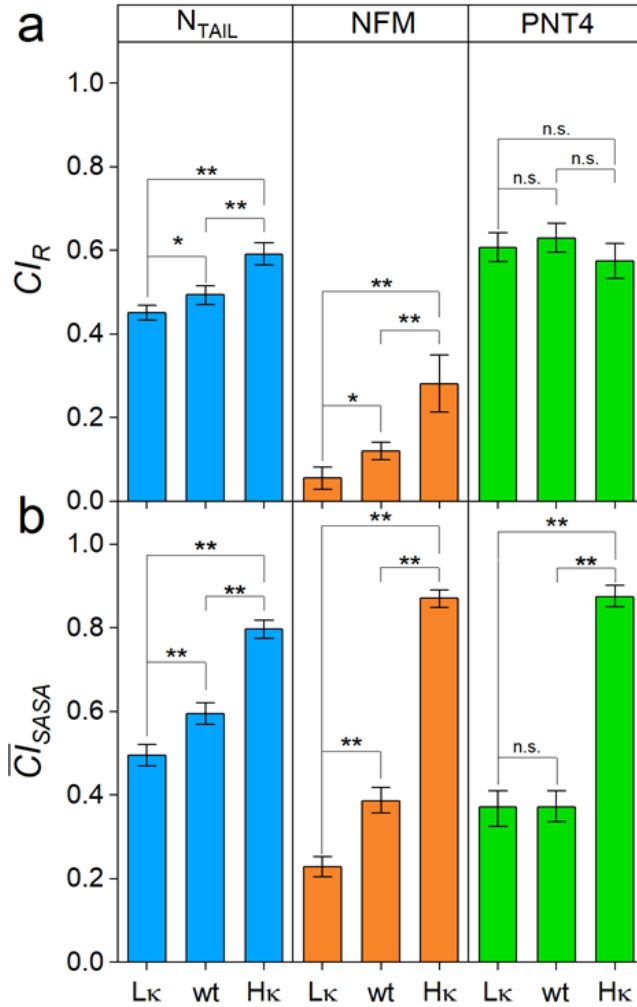 a
N_TAIL NFM PNT4
CI_R
1.0
0.8
0.6
0.4
0.2
0.0
** ** *
** ** *
n.s. n.s. n.s.
b
C̅I̅_SASA
1.0
0.8
0.6
0.4
0.2
0.0
** ** **
** ** **
** ** n.s.
Lκ wt Hκ Lκ wt Hκ Lκ wt Hκ